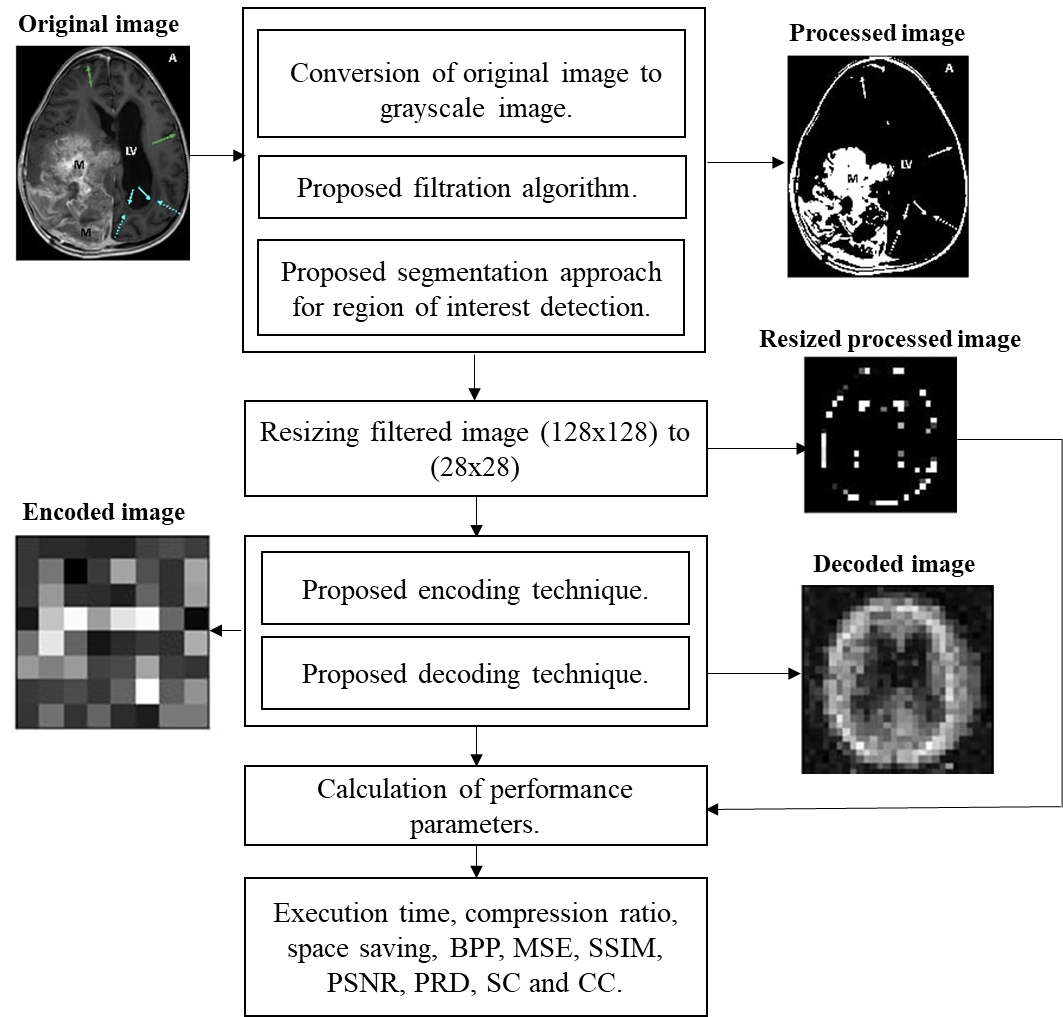 Original image
A
LV
M
M
Conversion of original image to
grayscale image.
Proposed filtration algorithm.
Proposed segmentation approach
for region of interest detection.
Processed image
A
LV
M
Resizing filtered image (128x128) to
(28x28)
Resized processed image
Encoded image
Proposed encoding technique.
Proposed decoding technique.
Decoded image
Calculation of performance
parameters.
Execution time, compression ratio,
space saving, BPP, MSE, SSIM,
PSNR, PRD, SC and CC.